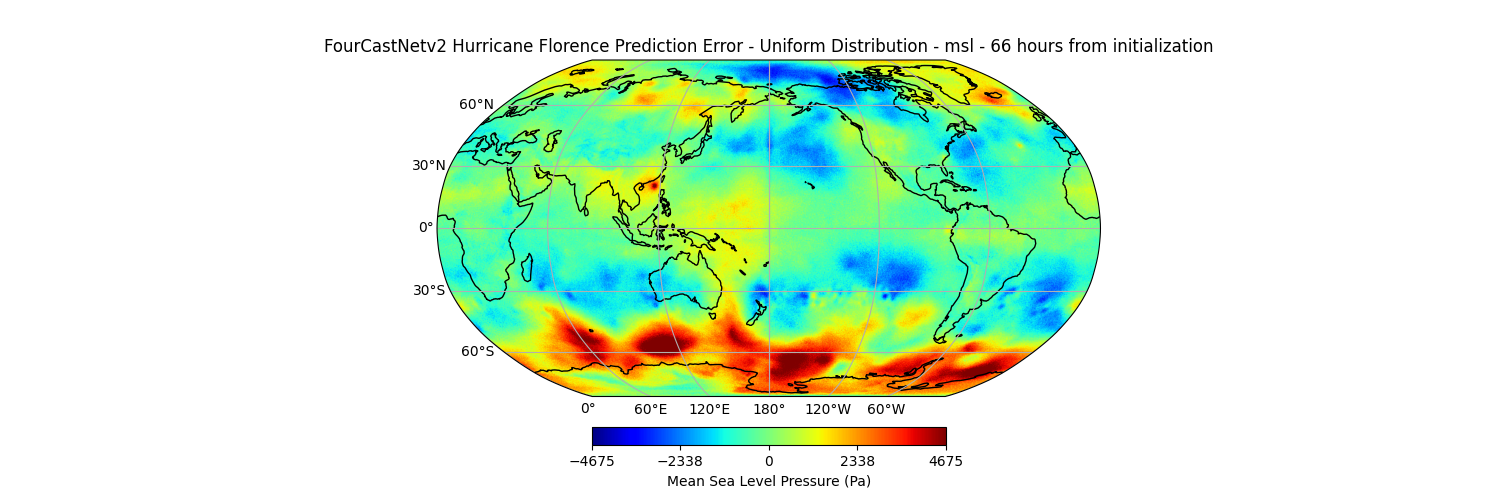 FourCastNetv2 Hurricane Florence Prediction Error - Uniform Distribution - msl - 66 hours from initialization
60°N
30°N
0°
30°S
60°S
0° 60°E 120°E 180° 120°W 60°W
−4675 −2338 0 2338 4675
Mean Sea Level Pressure (Pa)